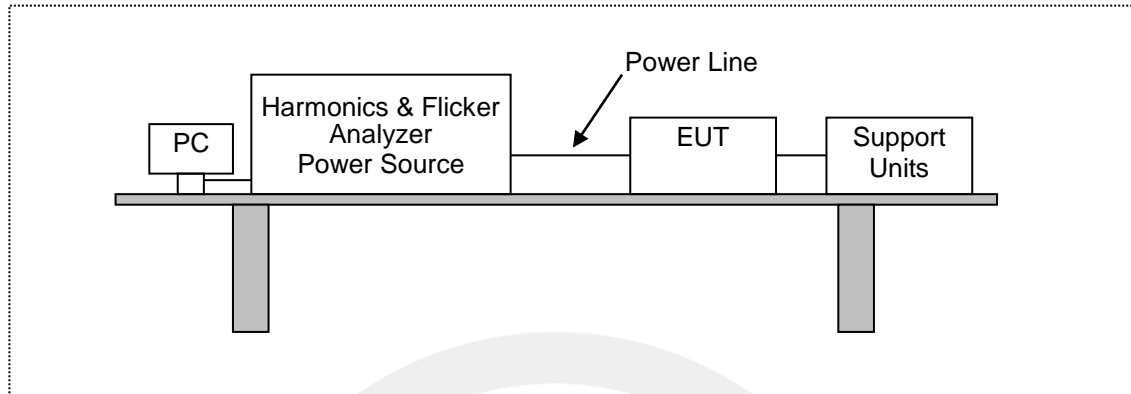 Power Line
PC
Harmonics & Flicker
Analyzer
Power Source
EUT
Support
Units